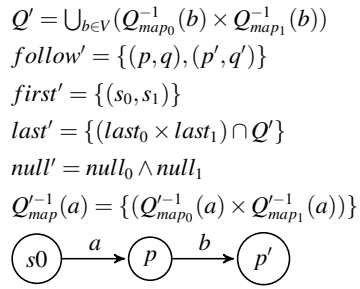 Q′ = ⋃_{b∈V}(Q^{-1}_{map_0}(b) × Q^{-1}_{map_1}(b))
follow′ = {(p,q),(p′,q′)}
first′ = {(s_0,s_1)}
last′ = {(last_0 × last_1) ∩ Q′}
null′ = null_0 ∧ null_1
Q′^{-1}_{map}(a) = {(Q′^{-1}_{map_0}(a) × Q′^{-1}_{map_1}(a))}
s0 a p b p′